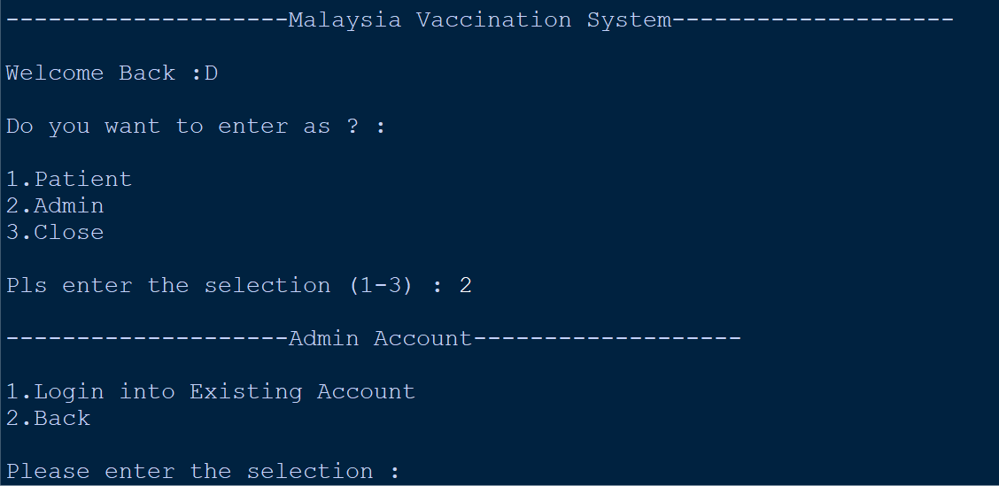 --------------------Malaysia Vaccination System--------------------
Welcome Back :D
Do you want to enter as ? :
1.Patient
2.Admin
3.Close
Pls enter the selection (1-3) : 2
--------------------Admin Account-------------------
1.Login into Existing Account
2.Back
Please enter the selection :